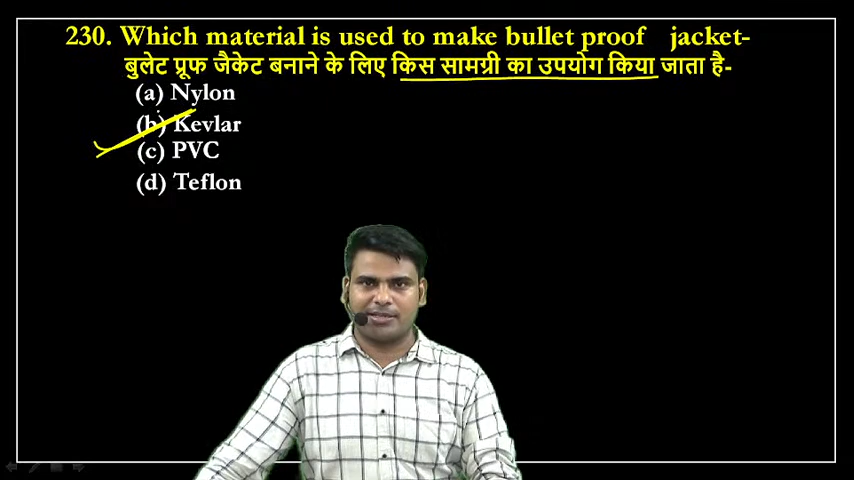 230. Which material is used to make bullet proof jacket-
बुलेट प्रूफ जैकेट बनाने के लिए किस सामग्री का उपयोग किया जाता है-
(a) Nylon
(b) Kevlar
(c) PVC
(d) Teflon